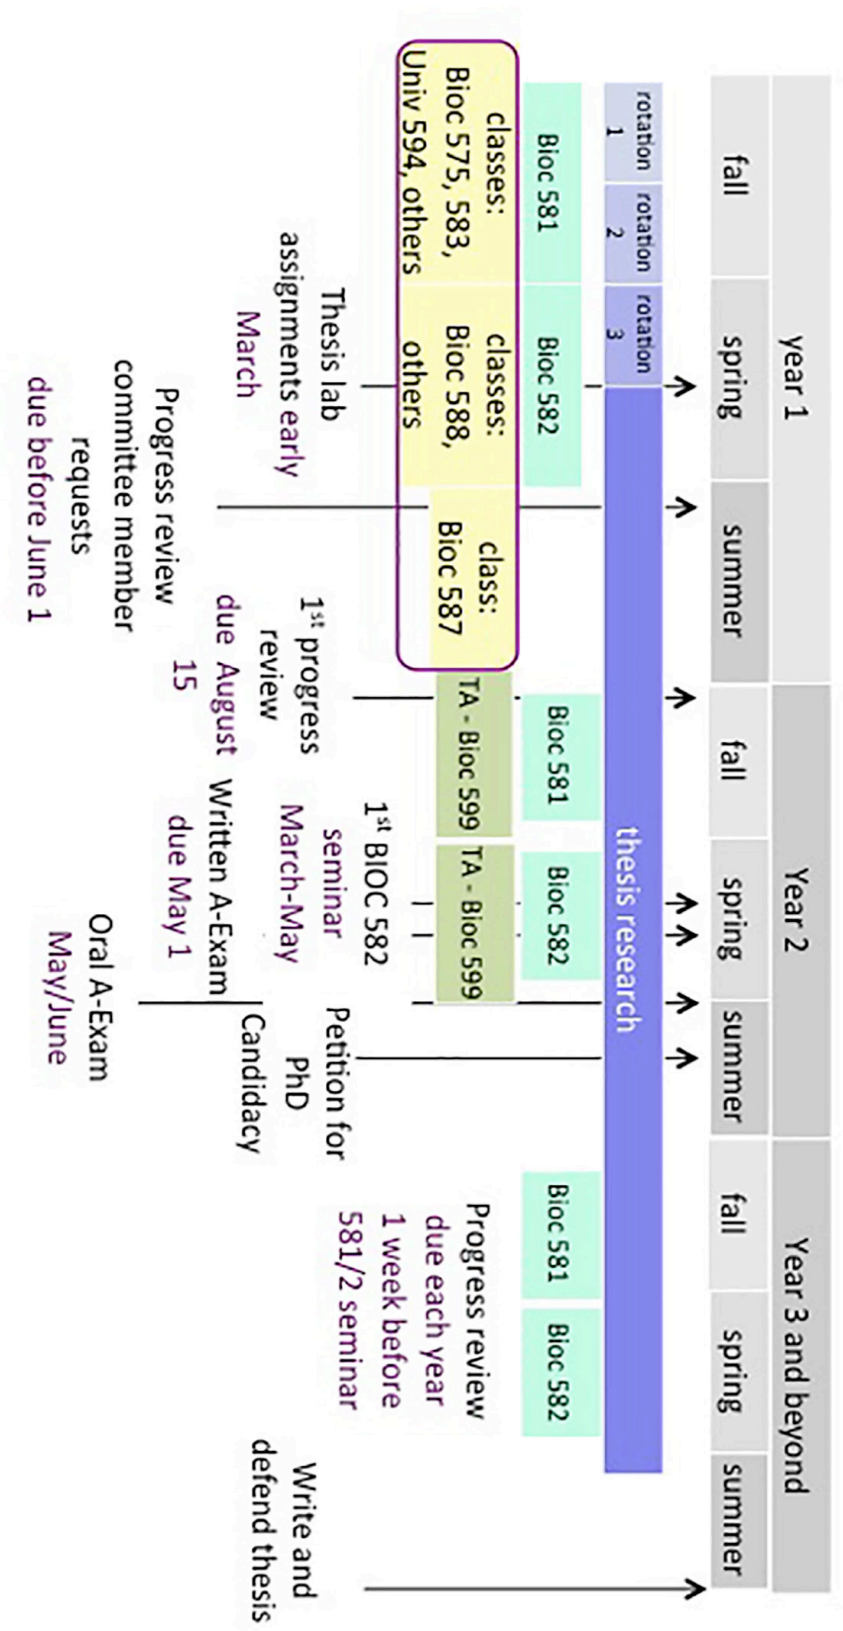 year 1
Year 2
Year 3 and beyond
fall
spring
summer
fall
spring
summer
fall
spring
summer
rotation
1
rotation
2
rotation
3
thesis research
Bioc 581
Bioc 582
Bioc 581
Bioc 582
Bioc 581
Bioc 582
classes:
Bioc 575, 583,
Univ 594, others
classes:
Bioc 588,
others
class:
Bioc 587
TA - Bioc 599
TA - Bioc 599
Thesis lab
assignments early
March
Progress review
committee member
requests
due before June 1
1st progress
review
due August
15
1st BIOC 582
seminar
March-May
Written A-Exam
due May 1
Oral A-Exam
May/June
Petition for
PhD
Candidacy
Progress review
due each year
1 week before
581/2 seminar
Write and
defend thesis